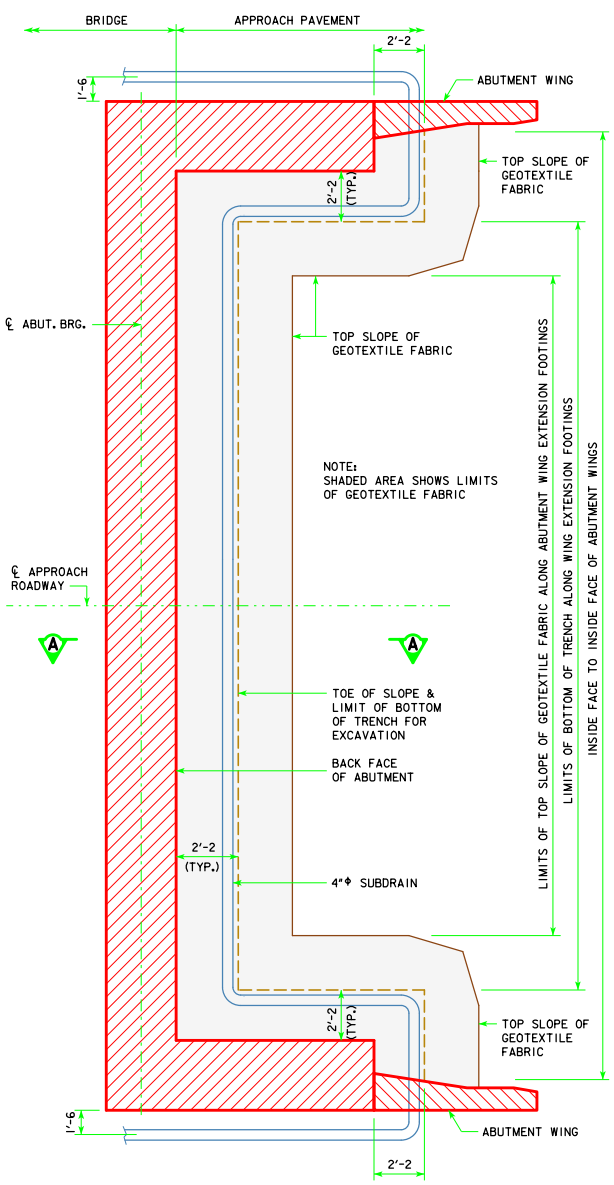 BRIDGE
APPROACH PAVEMENT
2'-2
1'-6
ABUTMENT WING
TOP SLOPE OF
GEOTEXTILE
FABRIC
2'-2
(TYP.)
℄ ABUT. BRG.
TOP SLOPE OF
GEOTEXTILE FABRIC
NOTE:
SHADED AREA SHOWS LIMITS
OF GEOTEXTILE FABRIC
LIMITS OF TOP SLOPE OF GEOTEXTILE FABRIC ALONG ABUTMENT WING EXTENSION FOOTINGS
LIMITS OF BOTTOM OF TRENCH ALONG WING EXTENSION FOOTINGS
INSIDE FACE TO INSIDE FACE OF ABUTMENT WINGS
℄ APPROACH
ROADWAY
A
A
TOE OF SLOPE &
LIMIT OF BOTTOM
OF TRENCH FOR
EXCAVATION
BACK FACE
OF ABUTMENT
2'-2
(TYP.)
4"ϕ SUBDRAIN
2'-2
(TYP.)
TOP SLOPE OF
GEOTEXTILE
FABRIC
1'-6
ABUTMENT WING
2'-2